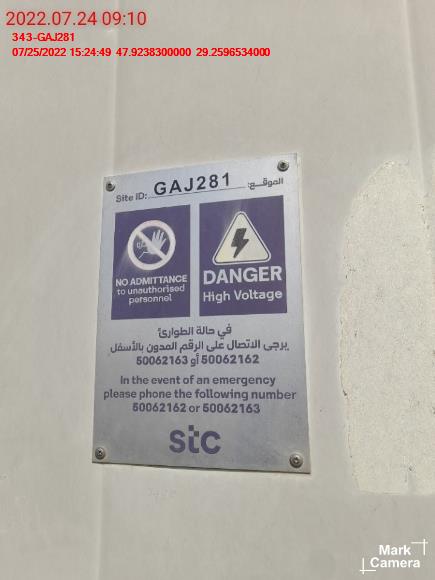 2022.07.24 09:10
343-GAJ281
07/25/2022 15:24:49 47.9238300000 29.2596534000
Site ID: GAJ281 الموقع:
NO ADMITTANCE
to unauthorised
personnel
DANGER
High Voltage
في حالة الطوارئ
يرجى الاتصال على الرقم المدون بالأسفل
50062162 أو 50062163
In the event of an emergency
please phone the following number
50062162 or 50062163
stc
Mark
Camera